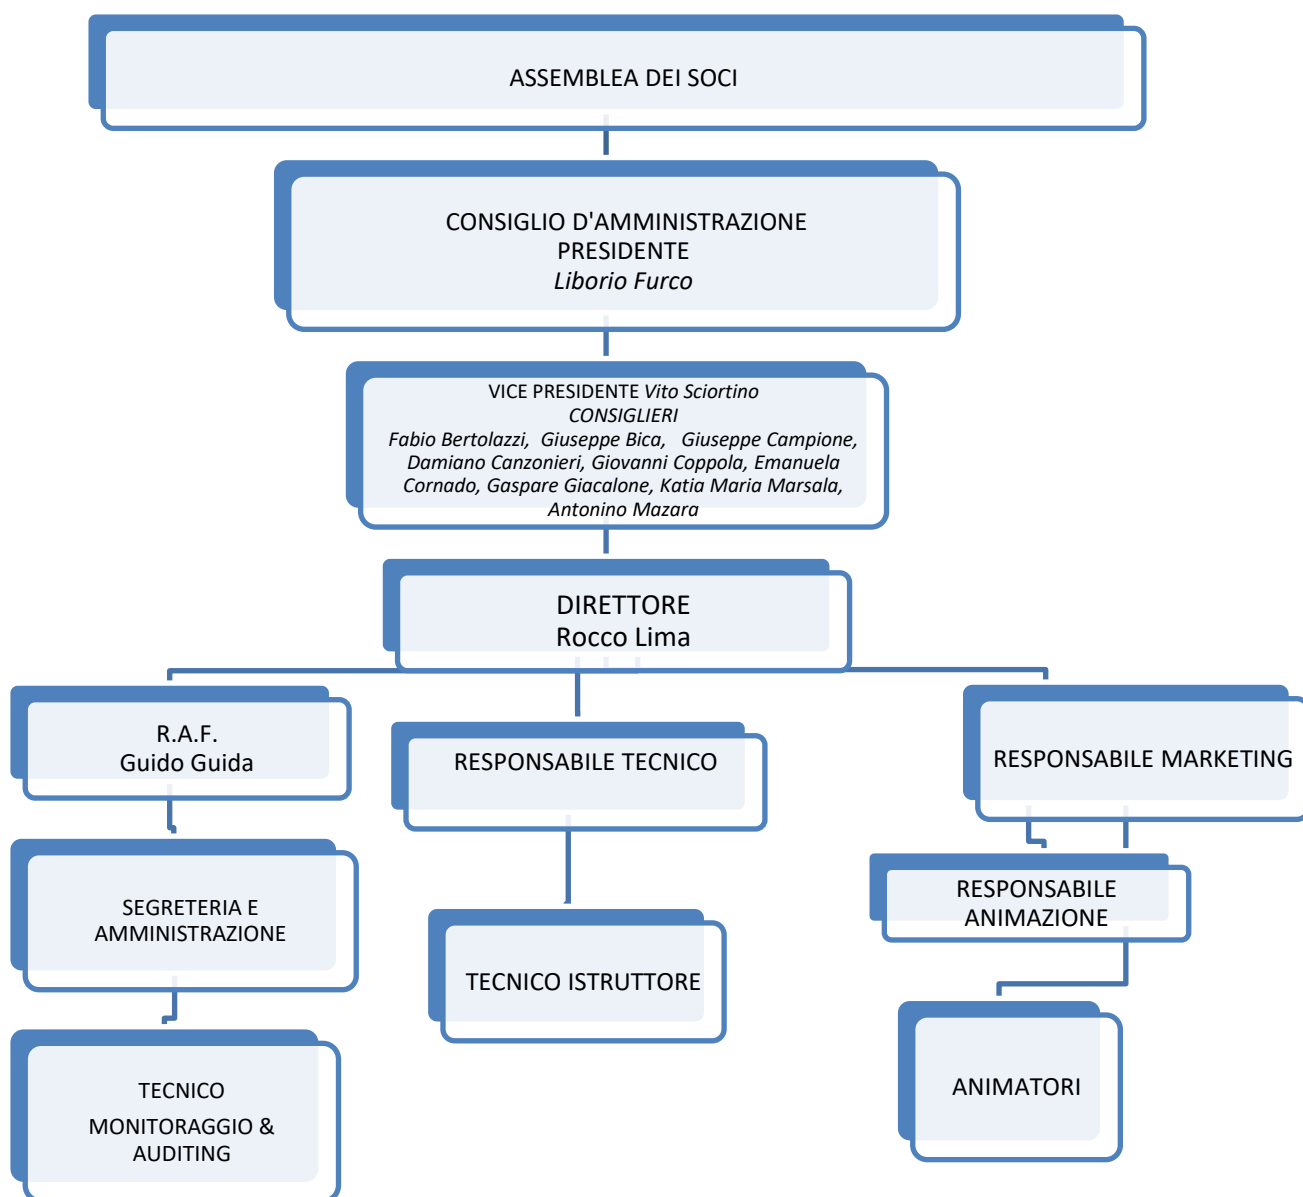 ASSEMBLEA DEI SOCI
CONSIGLIO D'AMMINISTRAZIONE
PRESIDENTE
Liborio Furco
VICE PRESIDENTE Vito Sciortino
CONSIGLIERI
Fabio Bertolazzi, Giuseppe Bica, Giuseppe Campione,
Damiano Canzonieri, Giovanni Coppola, Emanuela
Cornado, Gaspare Giacalone, Katia Maria Marsala,
Antonino Mazara
DIRETTORE
Rocco Lima
R.A.F.
Guido Guida
SEGRETERIA E
AMMINISTRAZIONE
TECNICO
MONITORAGGIO &
AUDITING
RESPONSABILE TECNICO
TECNICO ISTRUTTORE
RESPONSABILE MARKETING
RESPONSABILE
ANIMAZIONE
ANIMATORI